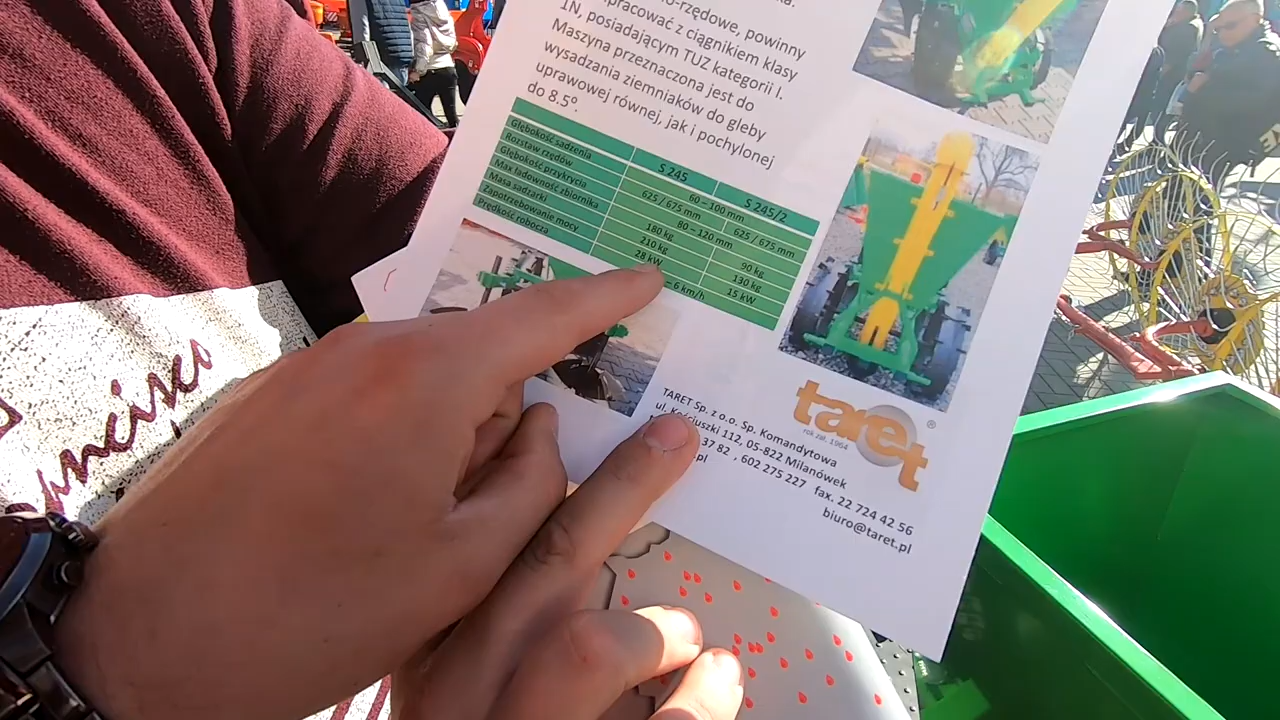 -rzędowe, powinny
pracować z ciągnikiem klasy
1N, posiadającym TUZ kategorii I.
Maszyna przeznaczona jest do
wysadzania ziemniaków do gleby
uprawowej równej, jak i pochylonej
do 8.5°.
S 245 S 245/2
Głębokość sadzenia 60 – 100 mm
Rozstaw rzędów 625 / 675 mm 625 / 675 mm
Głębokość przykrycia 80 – 120 mm
Max ładowność zbiornika 180 kg 90 kg
Masa sadzarki 210 kg 130 kg
Zapotrzebowanie mocy 28 kW 15 kW
Prędkość robocza – 6 km/h
taret ®
rok zał. 1964
TARET Sp. z o.o. Sp. Komandytowa
ul. Kościuszki 112, 05-822 Milanówek
37 82 , 602 275 227 fax. 22 724 42 56
.pl biuro@taret.pl
ncisco